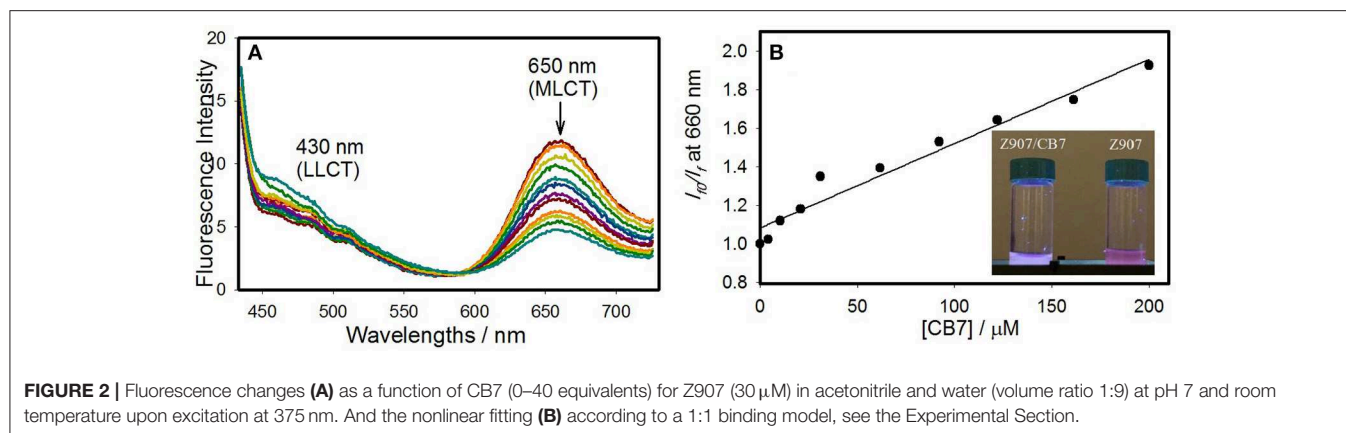 A
650 nm
(MLCT)
430 nm
(LLCT)
Fluorescence Intensity
20
15
10
5
0
450 500 550 600 650 700
Wavelengths / nm
B
I_f0/I_f at 660 nm
2.0
1.8
1.6
1.4
1.2
1.0
0.8
Z907/CB7 Z907
0 50 100 150 200
[CB7] / µM
FIGURE 2 | Fluorescence changes (A) as a function of CB7 (0–40 equivalents) for Z907 (30 µM) in acetonitrile and water (volume ratio 1:9) at pH 7 and room
temperature upon excitation at 375 nm. And the nonlinear fitting (B) according to a 1:1 binding model, see the Experimental Section.